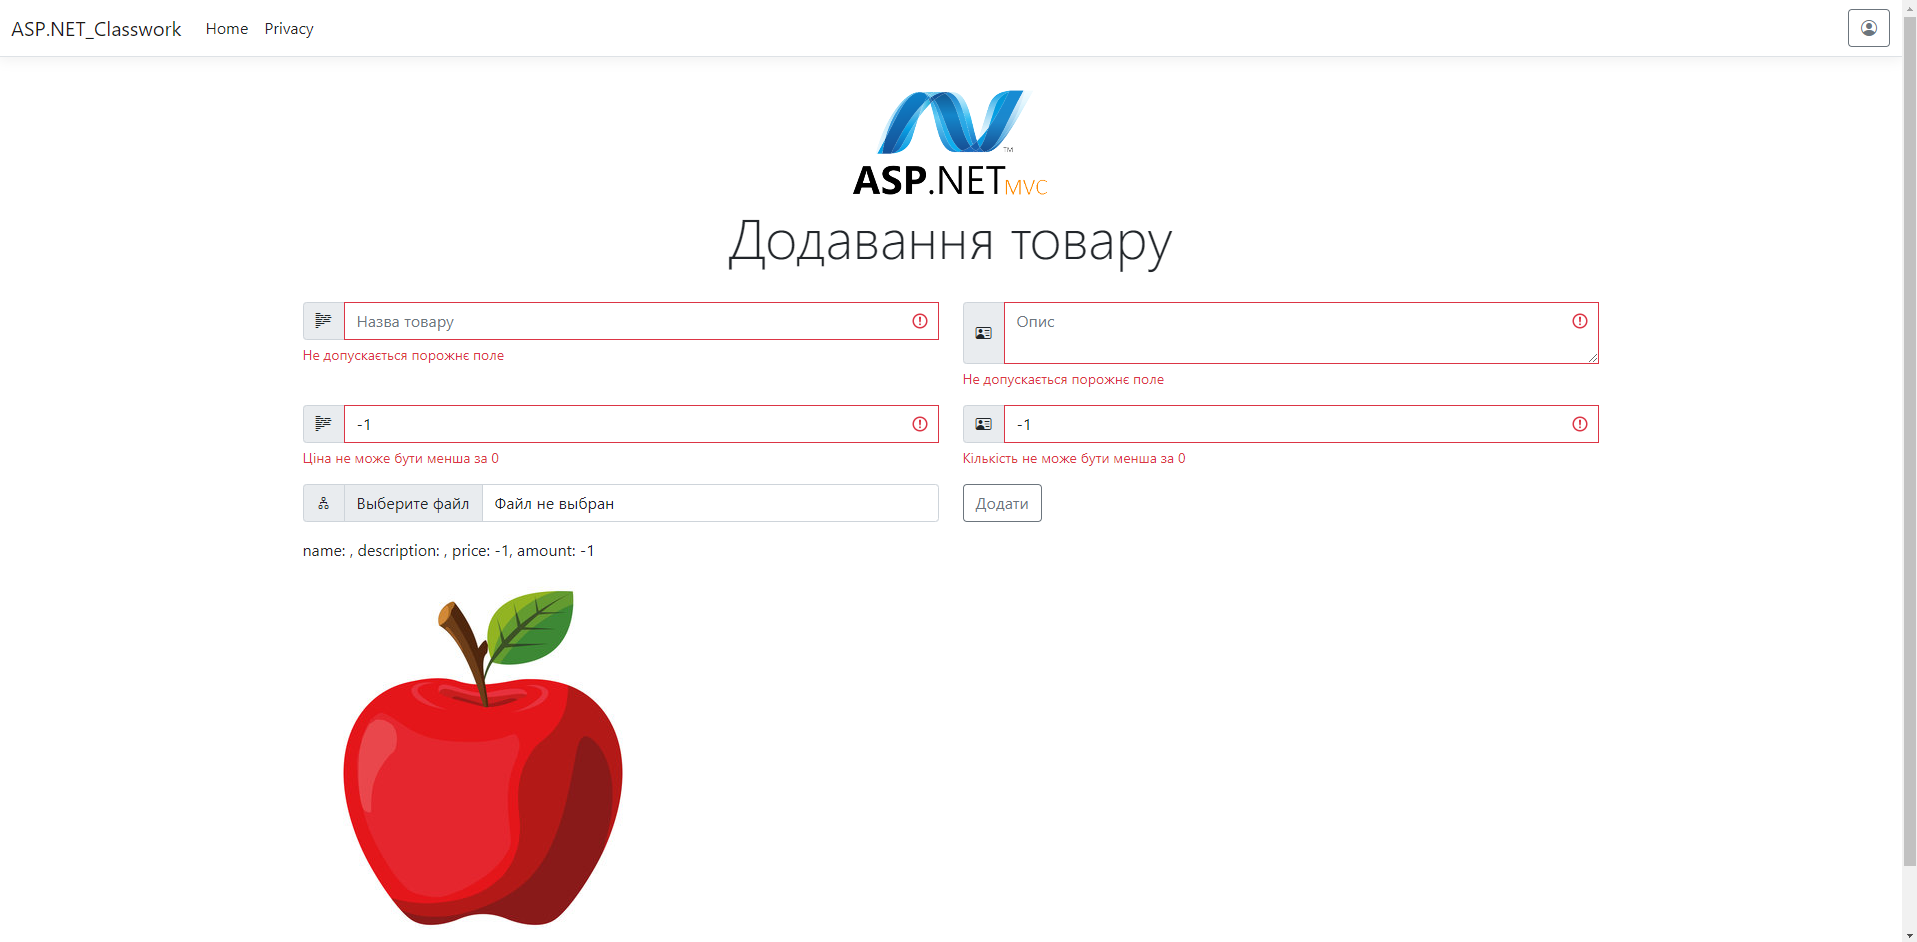 ASP.NET_Classwork Home Privacy
TM
ASP.NET MVC
Додавання товару
Назва товару
Опис
Не допускається порожнє поле
Не допускається порожнє поле
-1
-1
Ціна не може бути менша за 0
Кількість не може бути менша за 0
Выберите файл Файл не выбран
Додати
name: , description: , price: -1, amount: -1